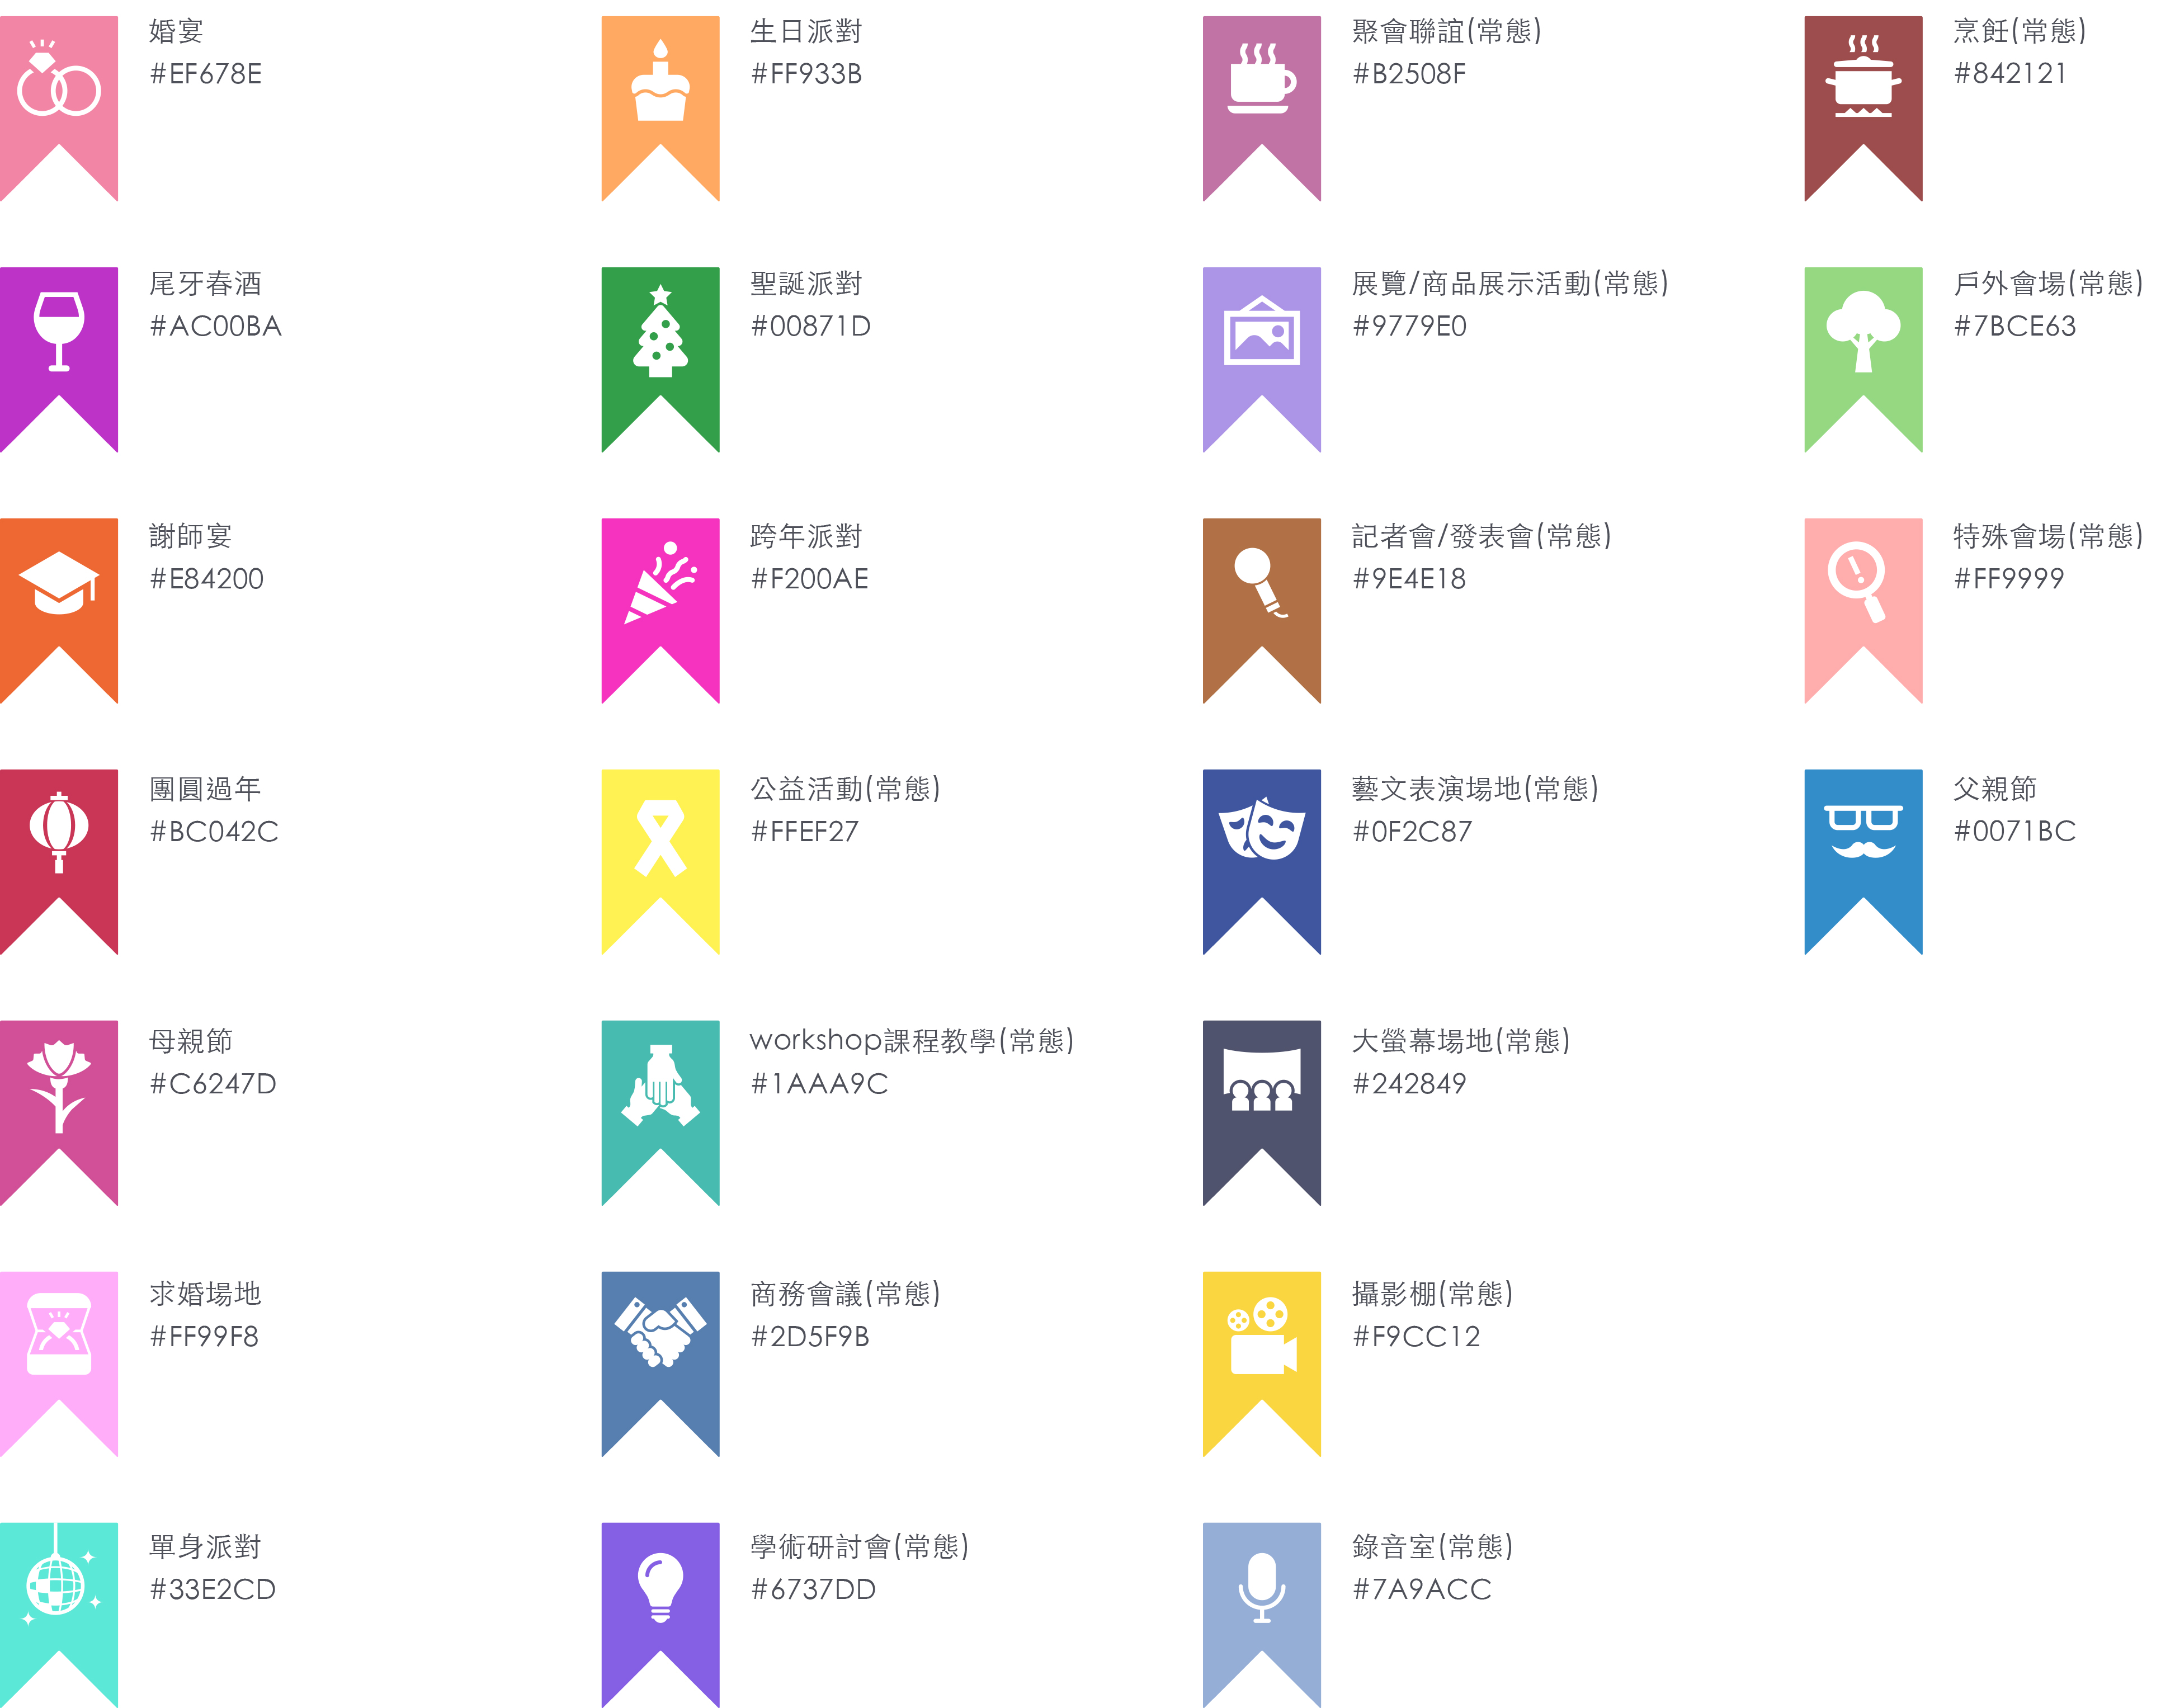 婚宴
#EF678E
生日派對
#FF933B
聚會聯誼(常態)
#B2508F
烹飪(常態)
#842121
尾牙春酒
#AC00BA
聖誕派對
#00871D
展覽/商品展示活動(常態)
#9779E0
戶外會場(常態)
#7BCE63
謝師宴
#E84200
跨年派對
#F200AE
記者會/發表會(常態)
#9E4E18
特殊會場(常態)
#FF9999
團圓過年
#BC042C
公益活動(常態)
#FFEF27
藝文表演場地(常態)
#0F2C87
父親節
#0071BC
母親節
#C6247D
workshop課程教學(常態)
#1AAA9C
大螢幕場地(常態)
#242849
求婚場地
#FF99F8
商務會議(常態)
#2D5F9B
攝影棚(常態)
#F9CC12
單身派對
#33E2CD
學術研討會(常態)
#6737DD
錄音室(常態)
#7A9ACC